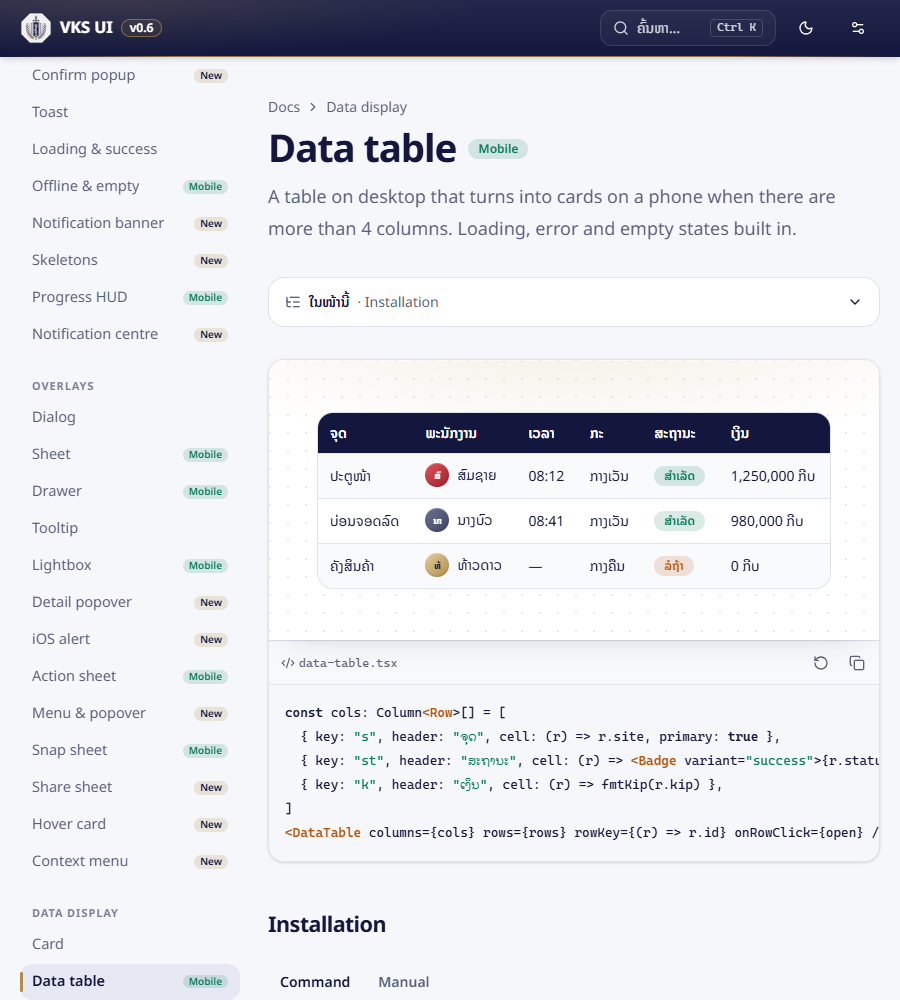 VKS UI v0.6
ຄົ້ນຫາ... Ctrl K
Confirm popup New
Toast
Loading & success
Offline & empty Mobile
Notification banner New
Skeletons New
Progress HUD Mobile
Notification centre New
OVERLAYS
Dialog
Sheet Mobile
Drawer Mobile
Tooltip
Lightbox Mobile
Detail popover New
iOS alert New
Action sheet Mobile
Menu & popover New
Snap sheet Mobile
Share sheet New
Hover card New
Context menu New
DATA DISPLAY
Card
Data table Mobile
Docs > Data display
Data table Mobile
A table on desktop that turns into cards on a phone when there are
more than 4 columns. Loading, error and empty states built in.
ໃນໜ້ານີ້ · Installation
ຈຸດ ພະນັກງານ ເວລາ ກະ ສະຖານະ ເງິນ
ປະຕູໜ້າ ສົ ສົມຊາຍ 08:12 ກາງເວັນ ສຳເລັດ 1,250,000 ກີບ
ບ່ອນຈອດລົດ ນາ ນາງບົວ 08:41 ກາງເວັນ ສຳເລັດ 980,000 ກີບ
ຄັງສິນຄ້າ ທ້ ທ້າວດາວ — ກາງຄືນ ລໍຖ້າ 0 ກີບ
</> data-table.tsx
const cols: Column<Row>[] = [
{ key: "s", header: "ຈຸດ", cell: (r) => r.site, primary: true },
{ key: "st", header: "ສະຖານະ", cell: (r) => <Badge variant="success">{r.statu
{ key: "k", header: "ເງິນ", cell: (r) => fmtKip(r.kip) },
]
<DataTable columns={cols} rows={rows} rowKey={(r) => r.id} onRowClick={open} /
Installation
Command Manual